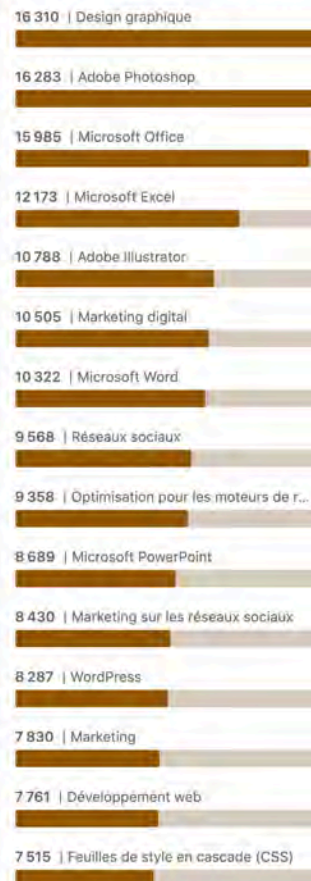 16 310 | Design graphique
16 283 | Adobe Photoshop
15 985 | Microsoft Office
12 173 | Microsoft Excel
10 788 | Adobe Illustrator
10 505 | Marketing digital
10 322 | Microsoft Word
9 568 | Réseaux sociaux
9 358 | Optimisation pour les moteurs de r...
8 689 | Microsoft PowerPoint
8 430 | Marketing sur les réseaux sociaux
8 287 | WordPress
7 830 | Marketing
7 761 | Développement web
7 515 | Feuilles de style en cascade (CSS)